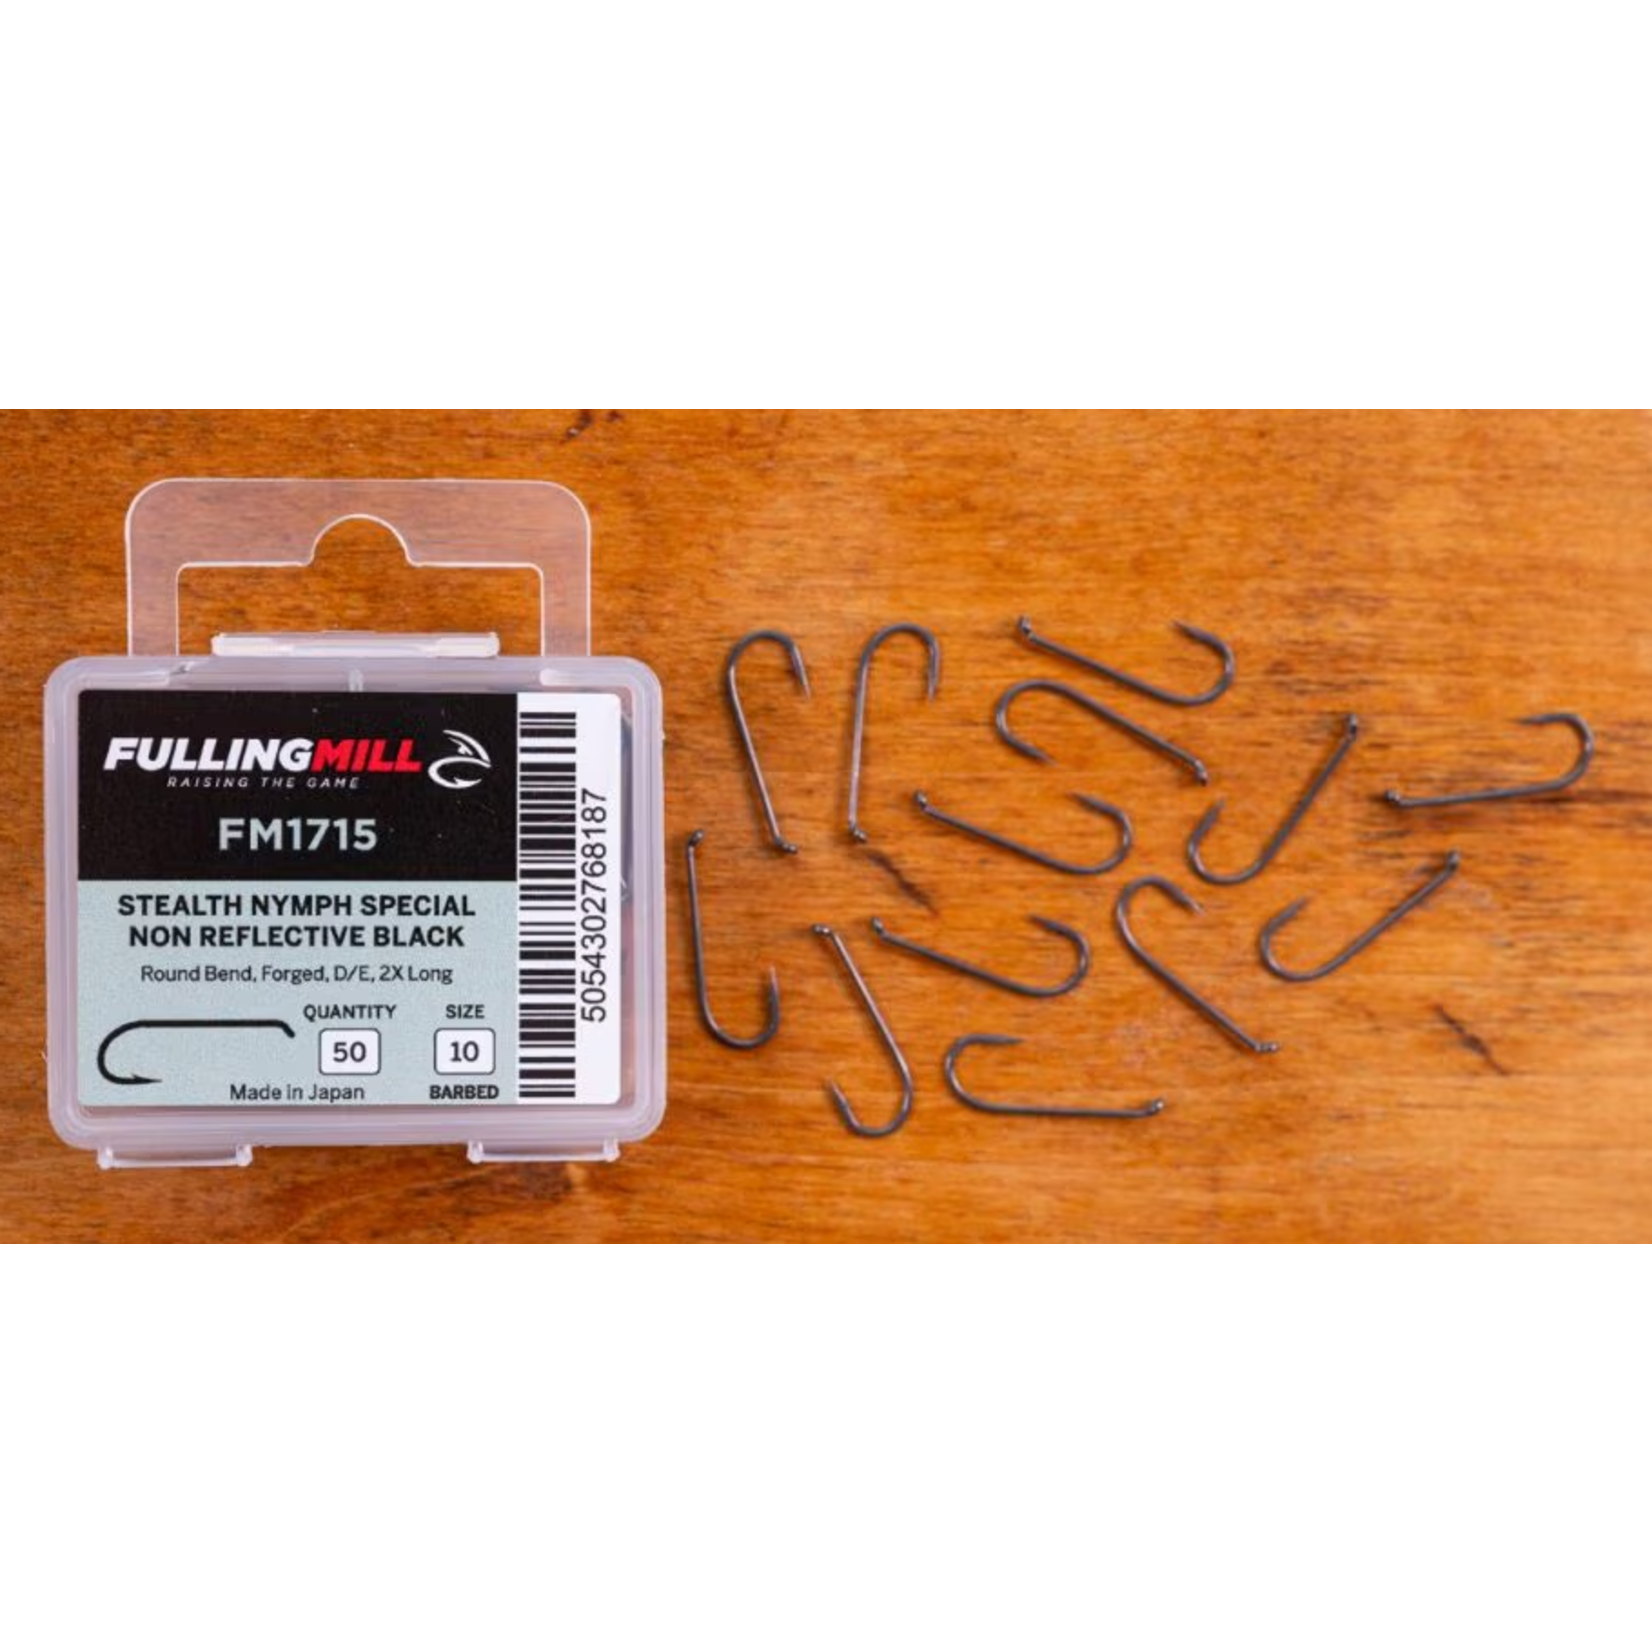 FULLINGMILL
RAISING THE GAME
FM1715
STEALTH NYMPH SPECIAL
NON REFLECTIVE BLACK
Round Bend, Forged, D/E, 2X Long
QUANTITY SIZE
50 10
Made in Japan BARBED
5054302768187